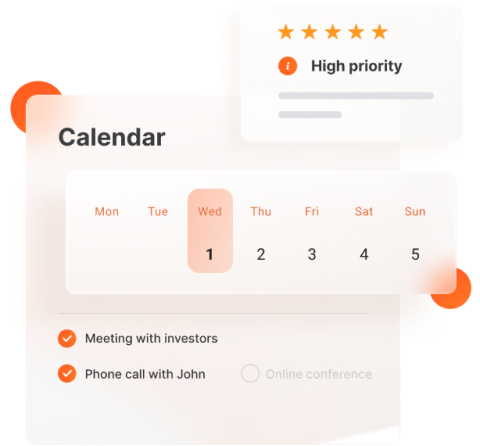 High priority
Calendar
Mon Tue Wed Thu Fri Sat Sun
1 2 3 4 5
Meeting with investors
Phone call with John Online conference